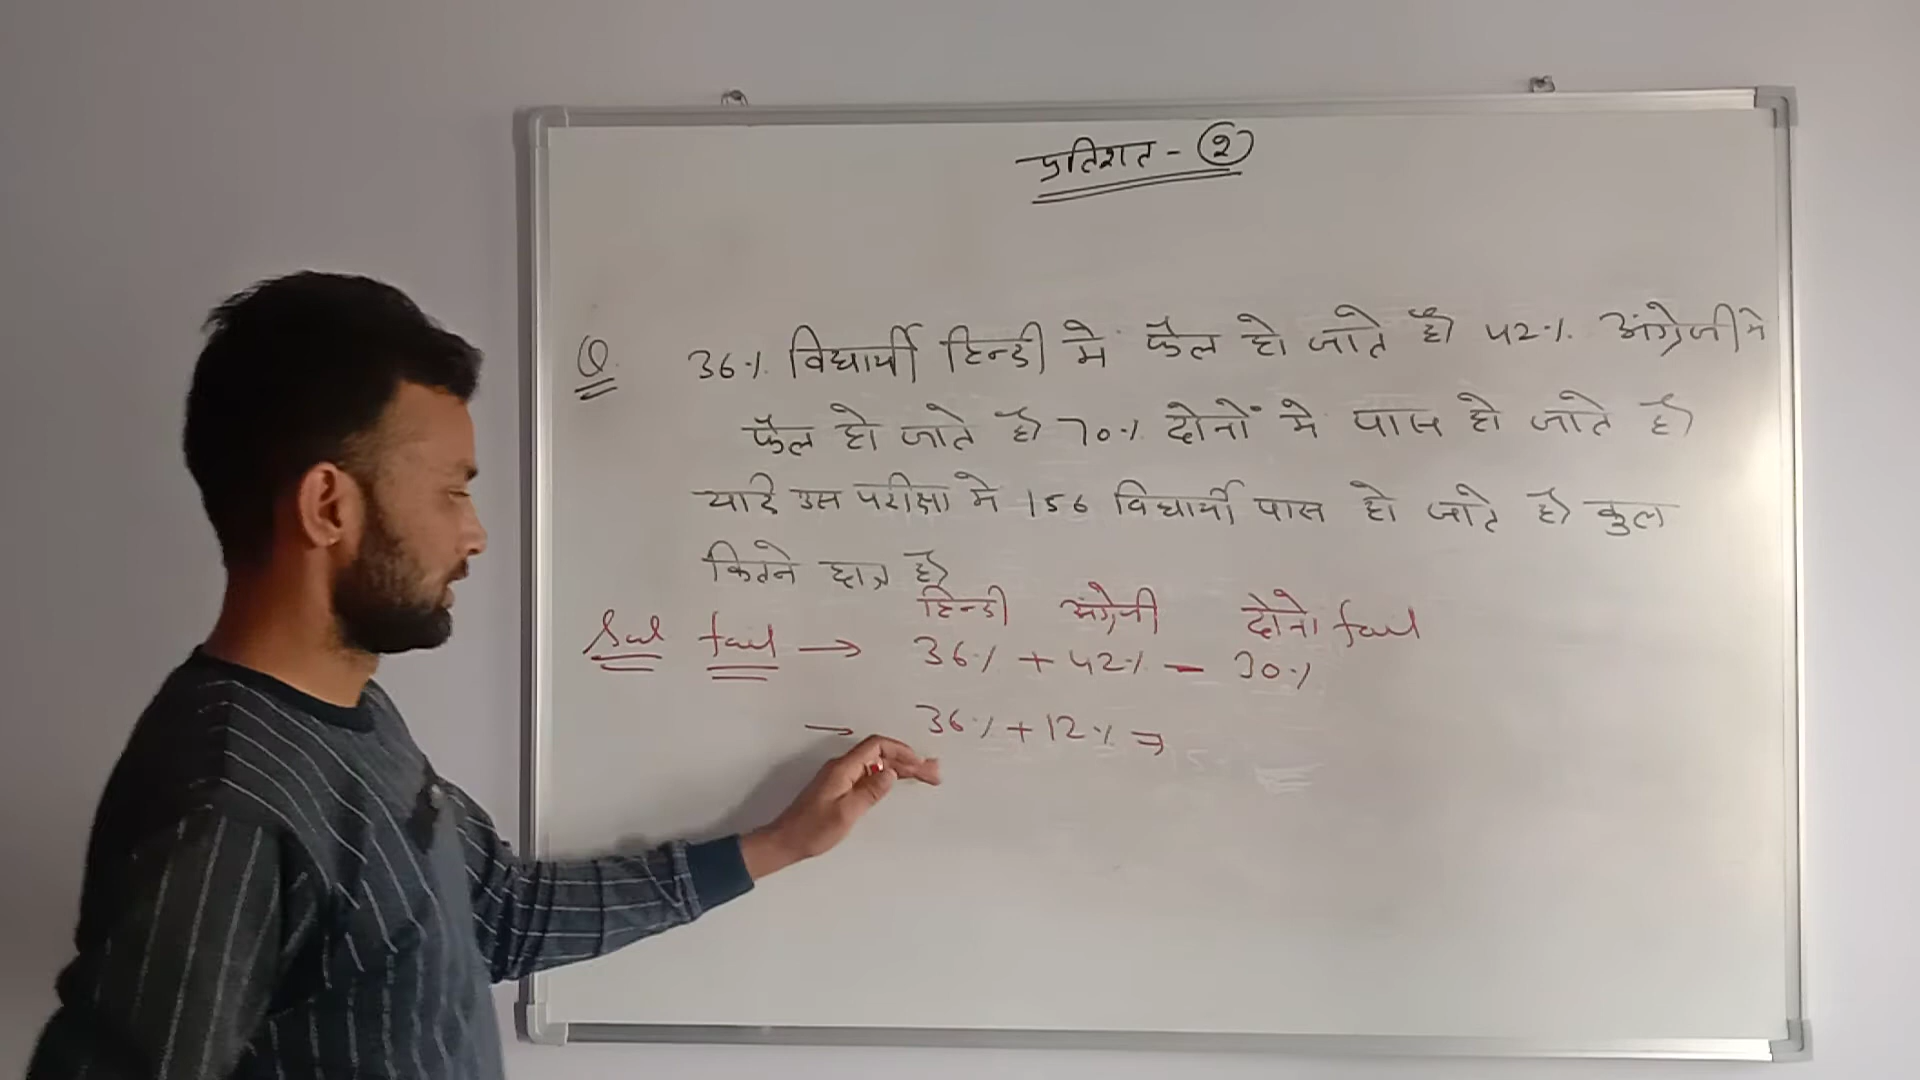 प्रतिशत - 2
Q. 36% विधार्थी हिन्दी मे फैल हो जाते है 42% अंग्रेजी मे
फैल हो जाते है 70% दोनों मे पास हो जाते है
यदि उस परीक्षा मे 156 विधार्थी पास हो जाते है कुल
कितने छात्र है
हिन्दी अंग्रेजी दोनो fail
Sol fail → 36% + 42% - 30%
→ 36% + 12% ⇒